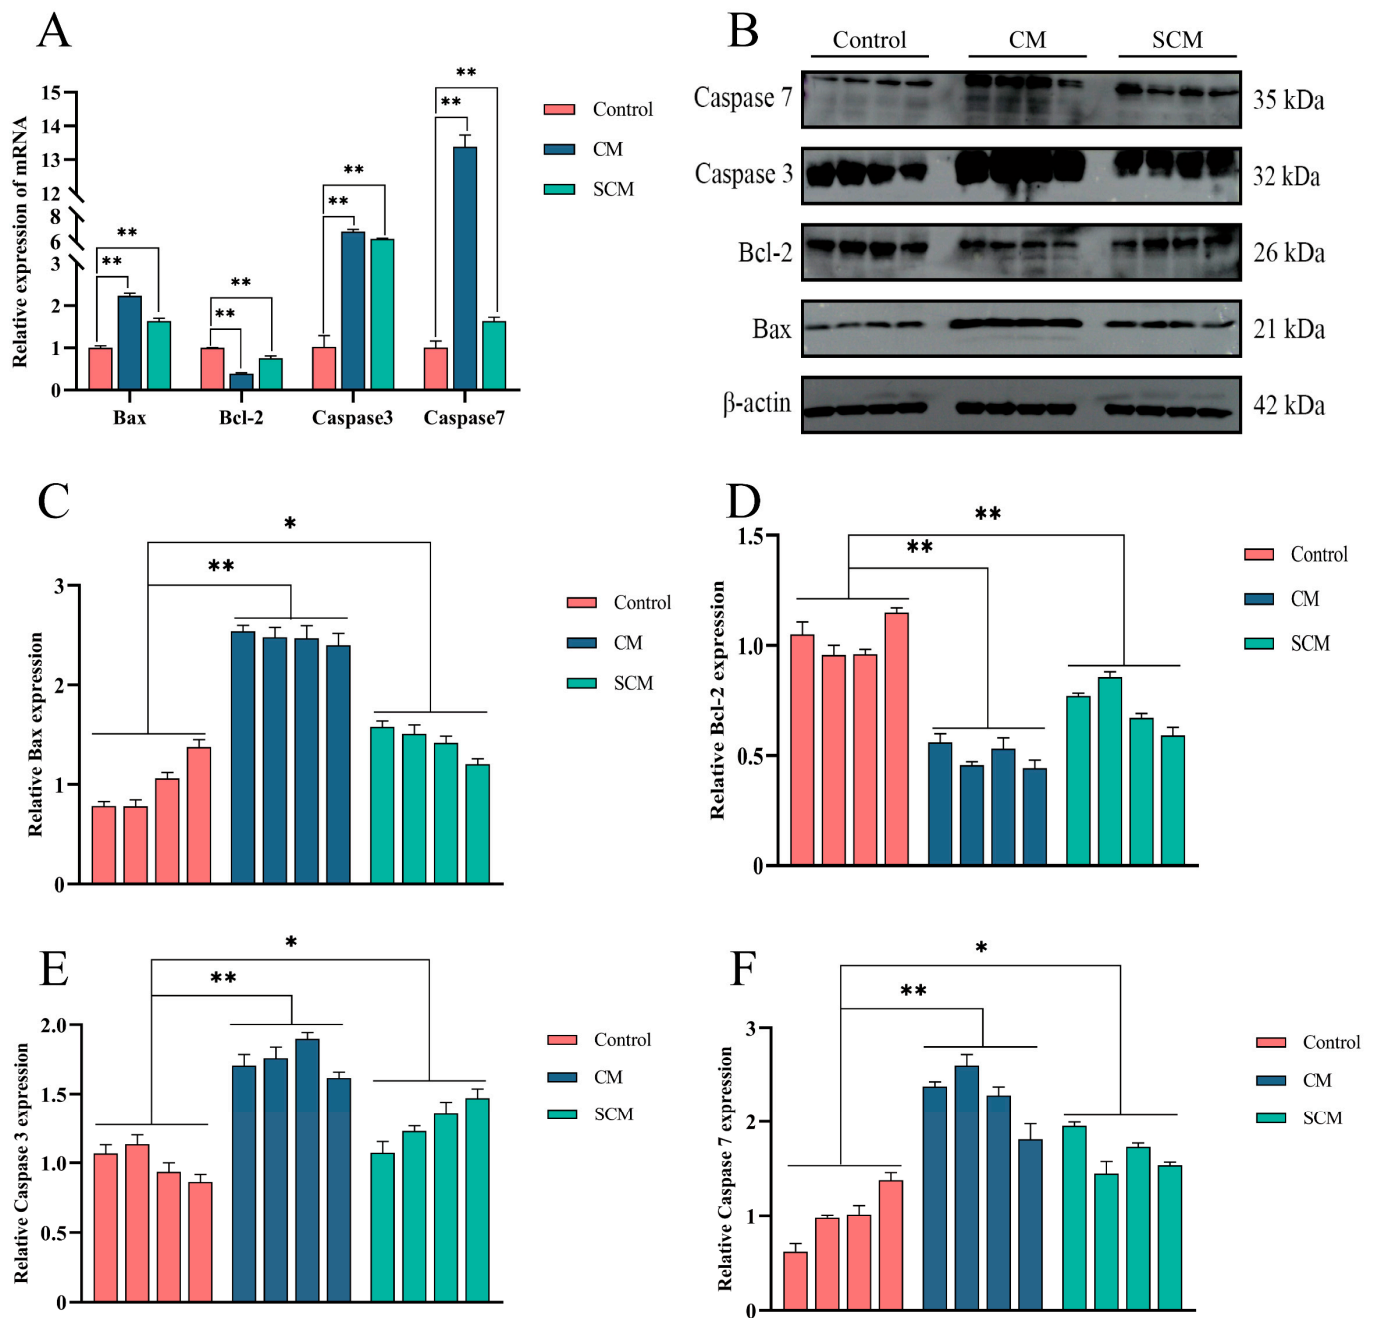 A
Relative expression of mRNA
15
14
13
12
8
6
3
2
1
0
**
**
**
**
**
**
**
**
Bax
Bcl-2
Caspase3
Caspase7
Control
CM
SCM
B
Control
CM
SCM
Caspase 7
35 kDa
Caspase 3
32 kDa
Bcl-2
26 kDa
Bax
21 kDa
β-actin
42 kDa
C
*
**
Relative Bax expression
3
2
1
0
Control
CM
SCM
D
**
**
Relative Bcl-2 expression
1.5
1.0
0.5
0
Control
CM
SCM
E
*
**
Relative Caspase 3 expression
2.0
1.5
1.0
0.5
0
Control
CM
SCM
F
*
**
Relative Caspase 7 expression
3
2
1
0
Control
CM
SCM